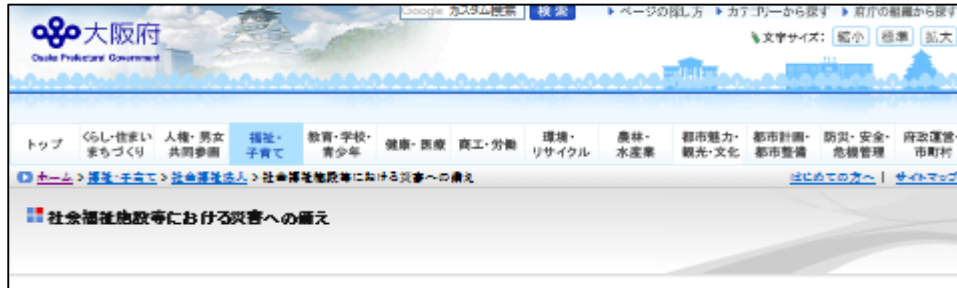 Google カスタム検索 検索 ページの探し方 カテゴリーから探す 府庁の組織から探す
大阪府
Osaka Prefectural Government
文字サイズ: 縮小 標準 拡大
トップ くらし・住まい まちづくり 人権・男女 共同参画 福祉・ 子育て 教育・学校・ 青少年 健康・医療 商工・労働 環境・ リサイクル 農林・ 水産業 都市魅力・ 観光・文化 都市計画・ 都市整備 防災・安全・ 危機管理 府政運営・ 市町村
ホーム > 福祉・子育て > 社会福祉法人 > 社会福祉施設等における災害への備え はじめての方へ | サイトマップ
社会福祉施設等における災害への備え